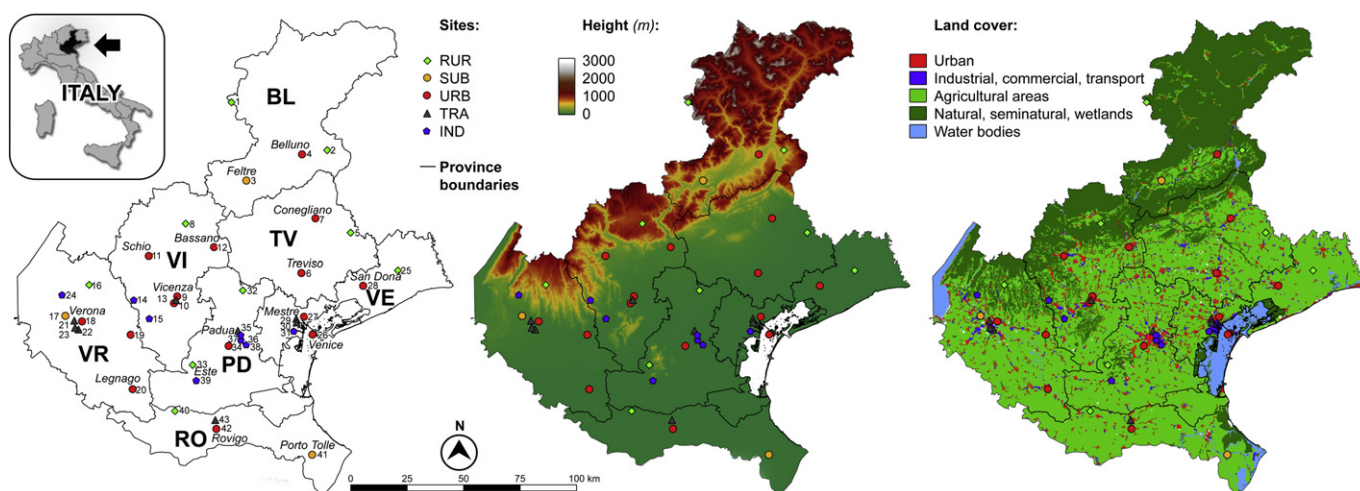 ITALY
BL
1
2
Belluno
4
Feltre
3
Conegliano
7
TV
5
8
Bassano
12
Schio
11
VI
Treviso
6
25
San Dona
28
VE
16
24
Vicenza
9
13
10
14
15
32
Verona
17
18
21
22
23
19
VR
Mestre
27
29
30
31
26
Venice
Padua
35
37
36
34
38
PD
33
Este
39
Legnago
20
40
43
42
RO
Rovigo
Porto Tolle
41
Sites:
RUR
SUB
URB
TRA
IND
Province
boundaries
N
0 25 50 75 100 km
Height (m):
3000
2000
1000
0
Land cover:
Urban
Industrial, commercial, transport
Agricultural areas
Natural, seminatural, wetlands
Water bodies